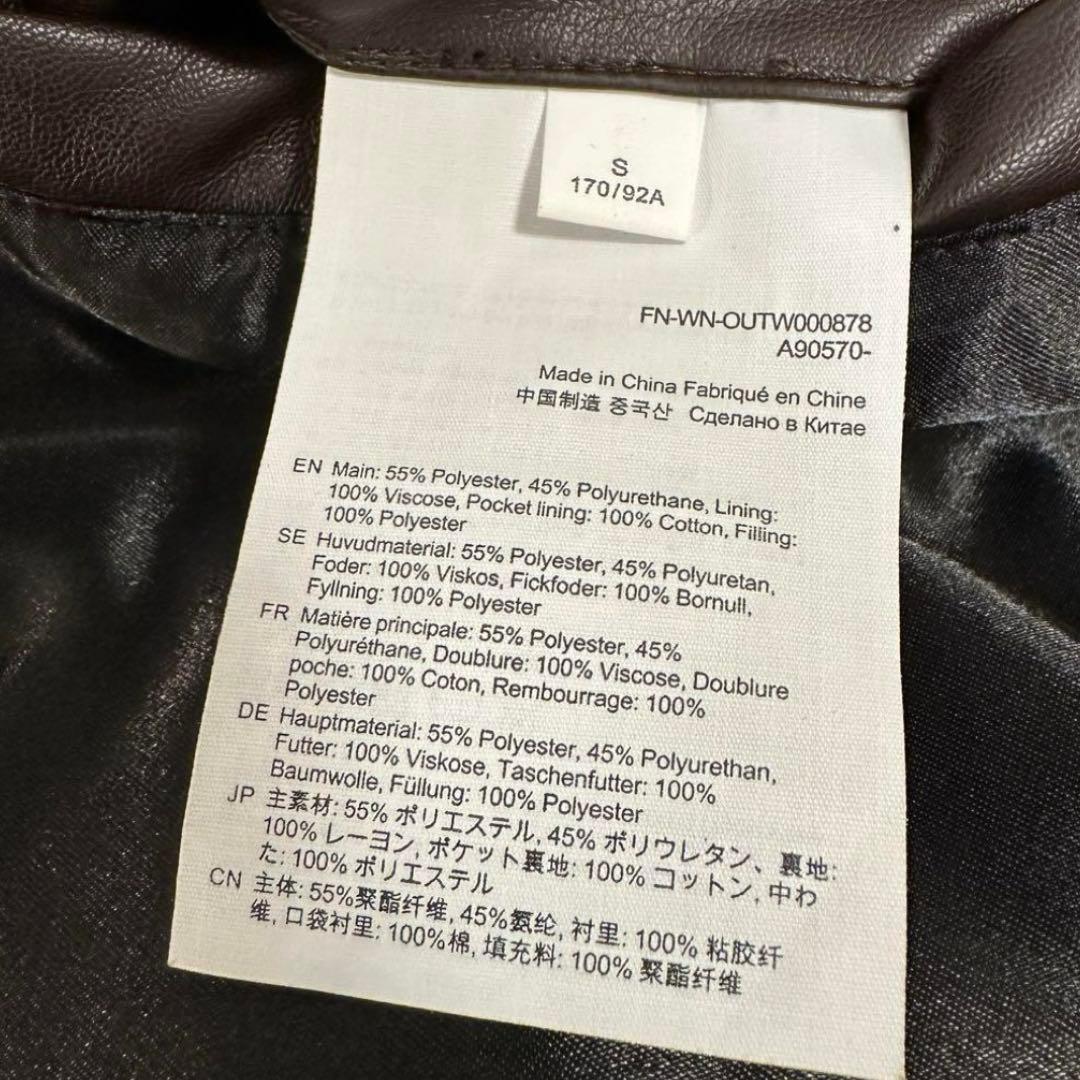 S
170/92A
FN-WN-OUTW000878
A90570-
Made in China Fabriqué en Chine
中国制造 중국산 Сделано в Китае
EN Main: 55% Polyester, 45% Polyurethane, Lining:
100% Viscose, Pocket lining: 100% Cotton, Filling:
100% Polyester
SE Huvudmaterial: 55% Polyester, 45% Polyuretan,
Foder: 100% Viskos, Fickfoder: 100% Bornull,
Fyllning: 100% Polyester
FR Matière principale: 55% Polyester, 45%
Polyuréthane, Doublure: 100% Viscose, Doublure
poche: 100% Coton, Rembourrage: 100%
Polyester
DE Hauptmaterial: 55% Polyester, 45% Polyurethan,
Futter: 100% Viskose, Taschenfutter: 100%
Baumwolle, Füllung: 100% Polyester
JP 主素材: 55% ポリエステル, 45% ポリウレタン、裏地:
100% レーヨン, ポケット裏地: 100% コットン, 中わ
た: 100% ポリエステル
CN 主体: 55%聚酯纤维, 45%氨纶, 衬里: 100% 粘胶纤
维, 口袋衬里: 100%棉, 填充料: 100% 聚酯纤维